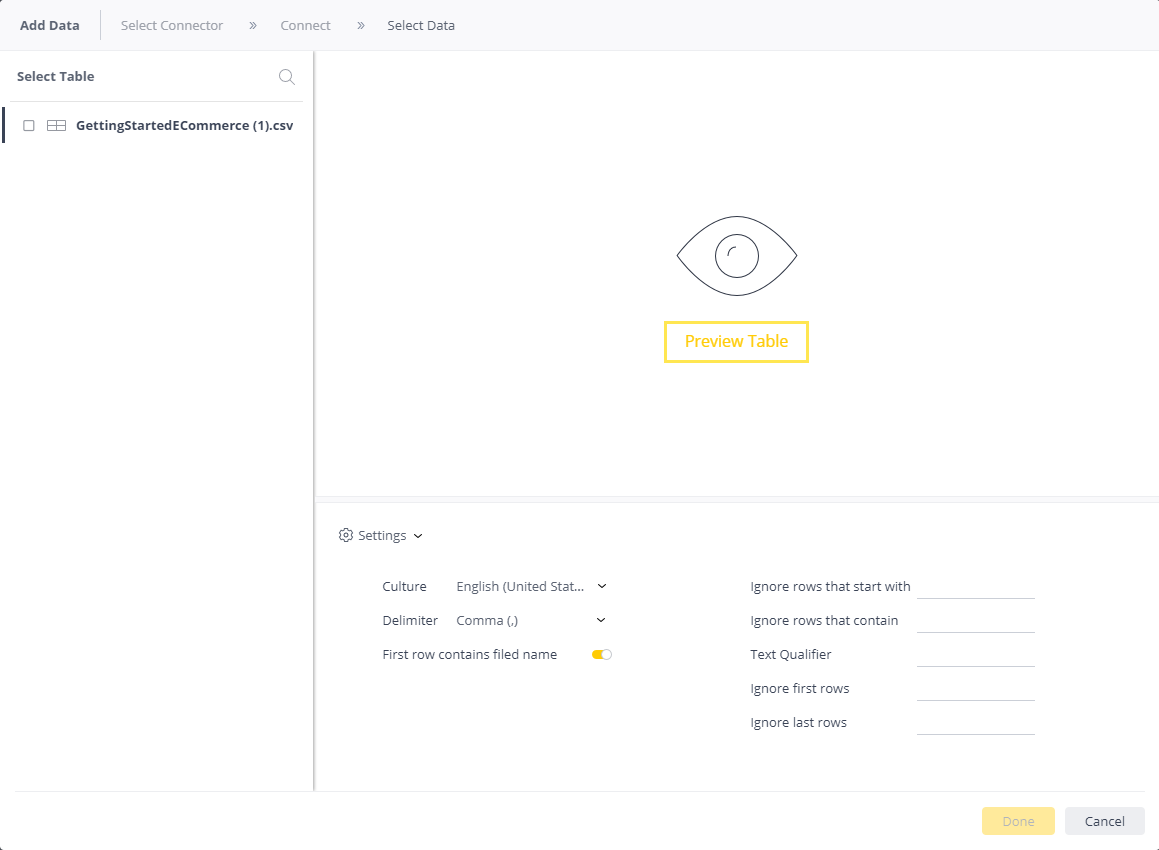 Add Data Select Connector » Connect » Select Data
Select Table
GettingStartedECommerce (1).csv
Preview Table
Settings
Culture English (United Stat...
Delimiter Comma (,)
First row contains filed name
Ignore rows that start with
Ignore rows that contain
Text Qualifier
Ignore first rows
Ignore last rows
Done Cancel